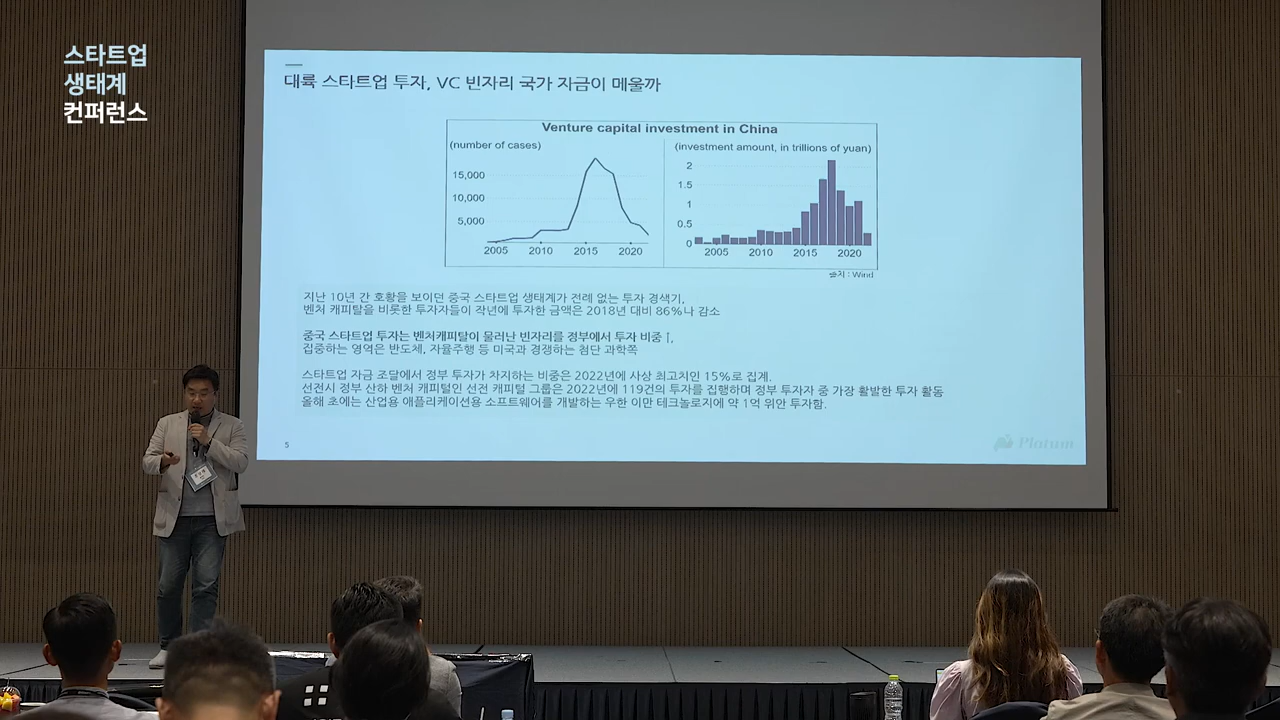 스타트업
생태계
컨퍼런스
대륙 스타트업 투자, VC 빈자리 국가 자금이 메울까
Venture capital investment in China
(number of cases)
15,000
10,000
5,000
2005 2010 2015 2020
(investment amount, in trillions of yuan)
2
1.5
1
0.5
0
2005 2010 2015 2020
출처 : Wind
지난 10년 간 호황을 보이던 중국 스타트업 생태계가 전례 없는 투자 경색기,
벤처 캐피탈을 비롯한 투자자들이 작년에 투자한 금액은 2018년 대비 86%나 감소
중국 스타트업 투자는 벤처캐피탈이 물러난 빈자리를 정부에서 투자 비중 ↑,
집중하는 영역은 반도체, 자율주행 등 미국과 경쟁하는 첨단 과학쪽
스타트업 자금 조달에서 정부 투자가 차지하는 비중은 2022년에 사상 최고치인 15%로 집계.
선전시 정부 산하 벤처 캐피털인 선전 캐피털 그룹은 2022년에 119건의 투자를 집행하며 정부 투자자 중 가장 활발한 투자 활동
올해 초에는 산업용 애플리케이션용 소프트웨어를 개발하는 우한 이만 테크놀로지에 약 1억 위안 투자함.
5
Platum